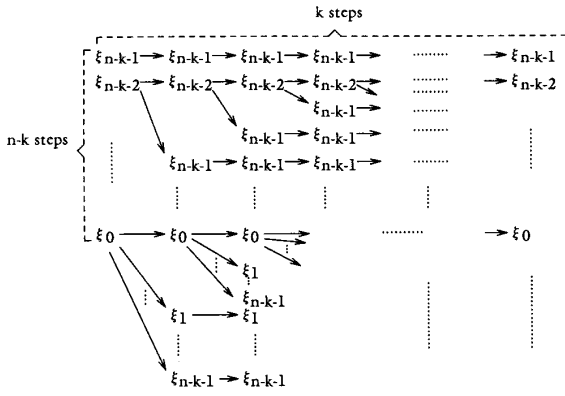 k steps
ξn-k-1 → ξn-k-1 → ξn-k-1 → ξn-k-1 → ........ → ξn-k-1
ξn-k-2 → ξn-k-2 → ξn-k-2 → ξn-k-2 → ........ → ξn-k-2
ξn-k-1 → ........
n-k steps
ξn-k-1 → ξn-k-1 → ........
ξn-k-1 → ξn-k-1 → ξn-k-1 → ........
ξ0 → ξ0 → ξ0 → ........ → ξ0
ξ1
ξn-k-1
ξ1 → ξ1
ξn-k-1 → ξn-k-1